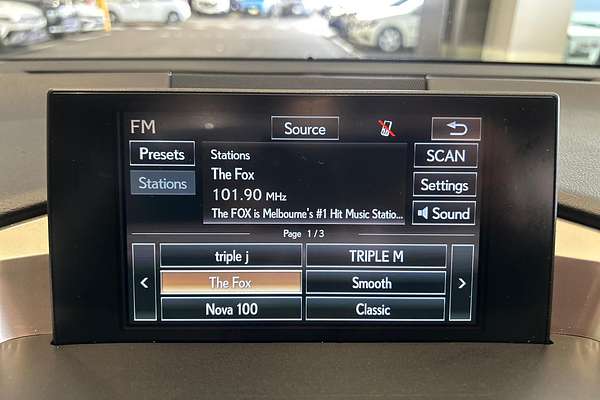 FM
Source
Presets
Stations
SCAN
Stations
The Fox
101.90 MHz
Settings
The FOX is Melbourne's #1 Hit Music Statio...
Sound
Page 1/3
triple j
TRIPLE M
<
The Fox
Smooth
>
Nova 100
Classic